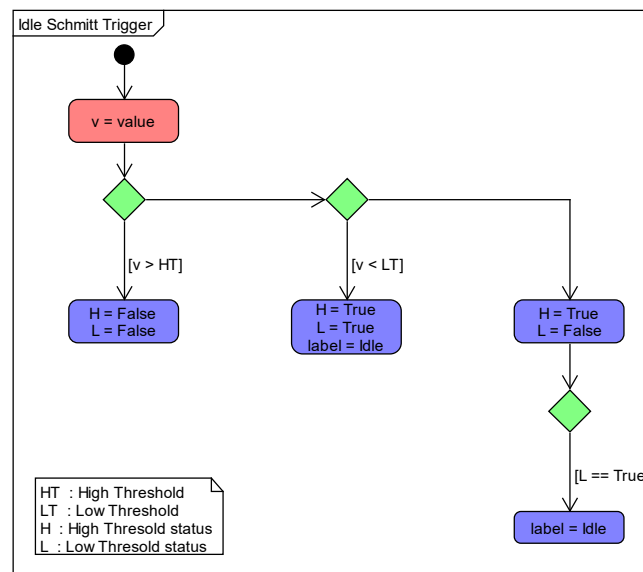 Idle Schmitt Trigger
v = value
[v > HT]
[v < LT]
H = False
L = False
H = True
L = True
label = Idle
H = True
L = False
[L == True
label = Idle
HT : High Threshold
LT : Low Threshold
H : High Thresold status
L : Low Thresold status